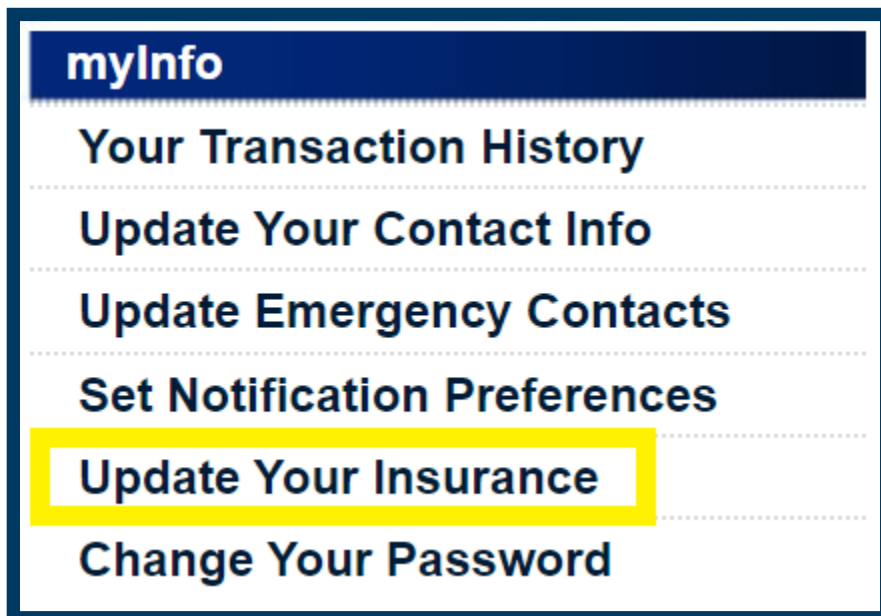 myInfo
Your Transaction History
Update Your Contact Info
Update Emergency Contacts
Set Notification Preferences
Update Your Insurance
Change Your Password